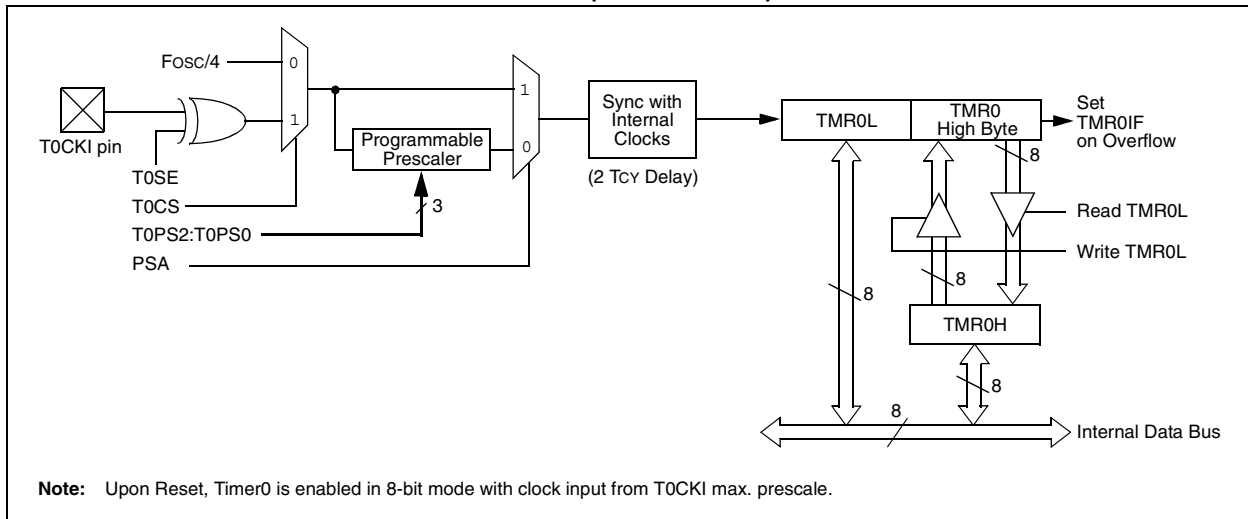 FOSC/4
0
1
T0CKI pin
T0SE
T0CS
T0PS2:T0PS0
PSA
Programmable
Prescaler
3
1
0
Sync with
Internal
Clocks
(2 TCY Delay)
TMR0L
TMR0
High Byte
Set
TMR0IF
on Overflow
8
Read TMR0L
Write TMR0L
8
8
TMR0H
8
8
Internal Data Bus
Note: Upon Reset, Timer0 is enabled in 8-bit mode with clock input from T0CKI max. prescale.